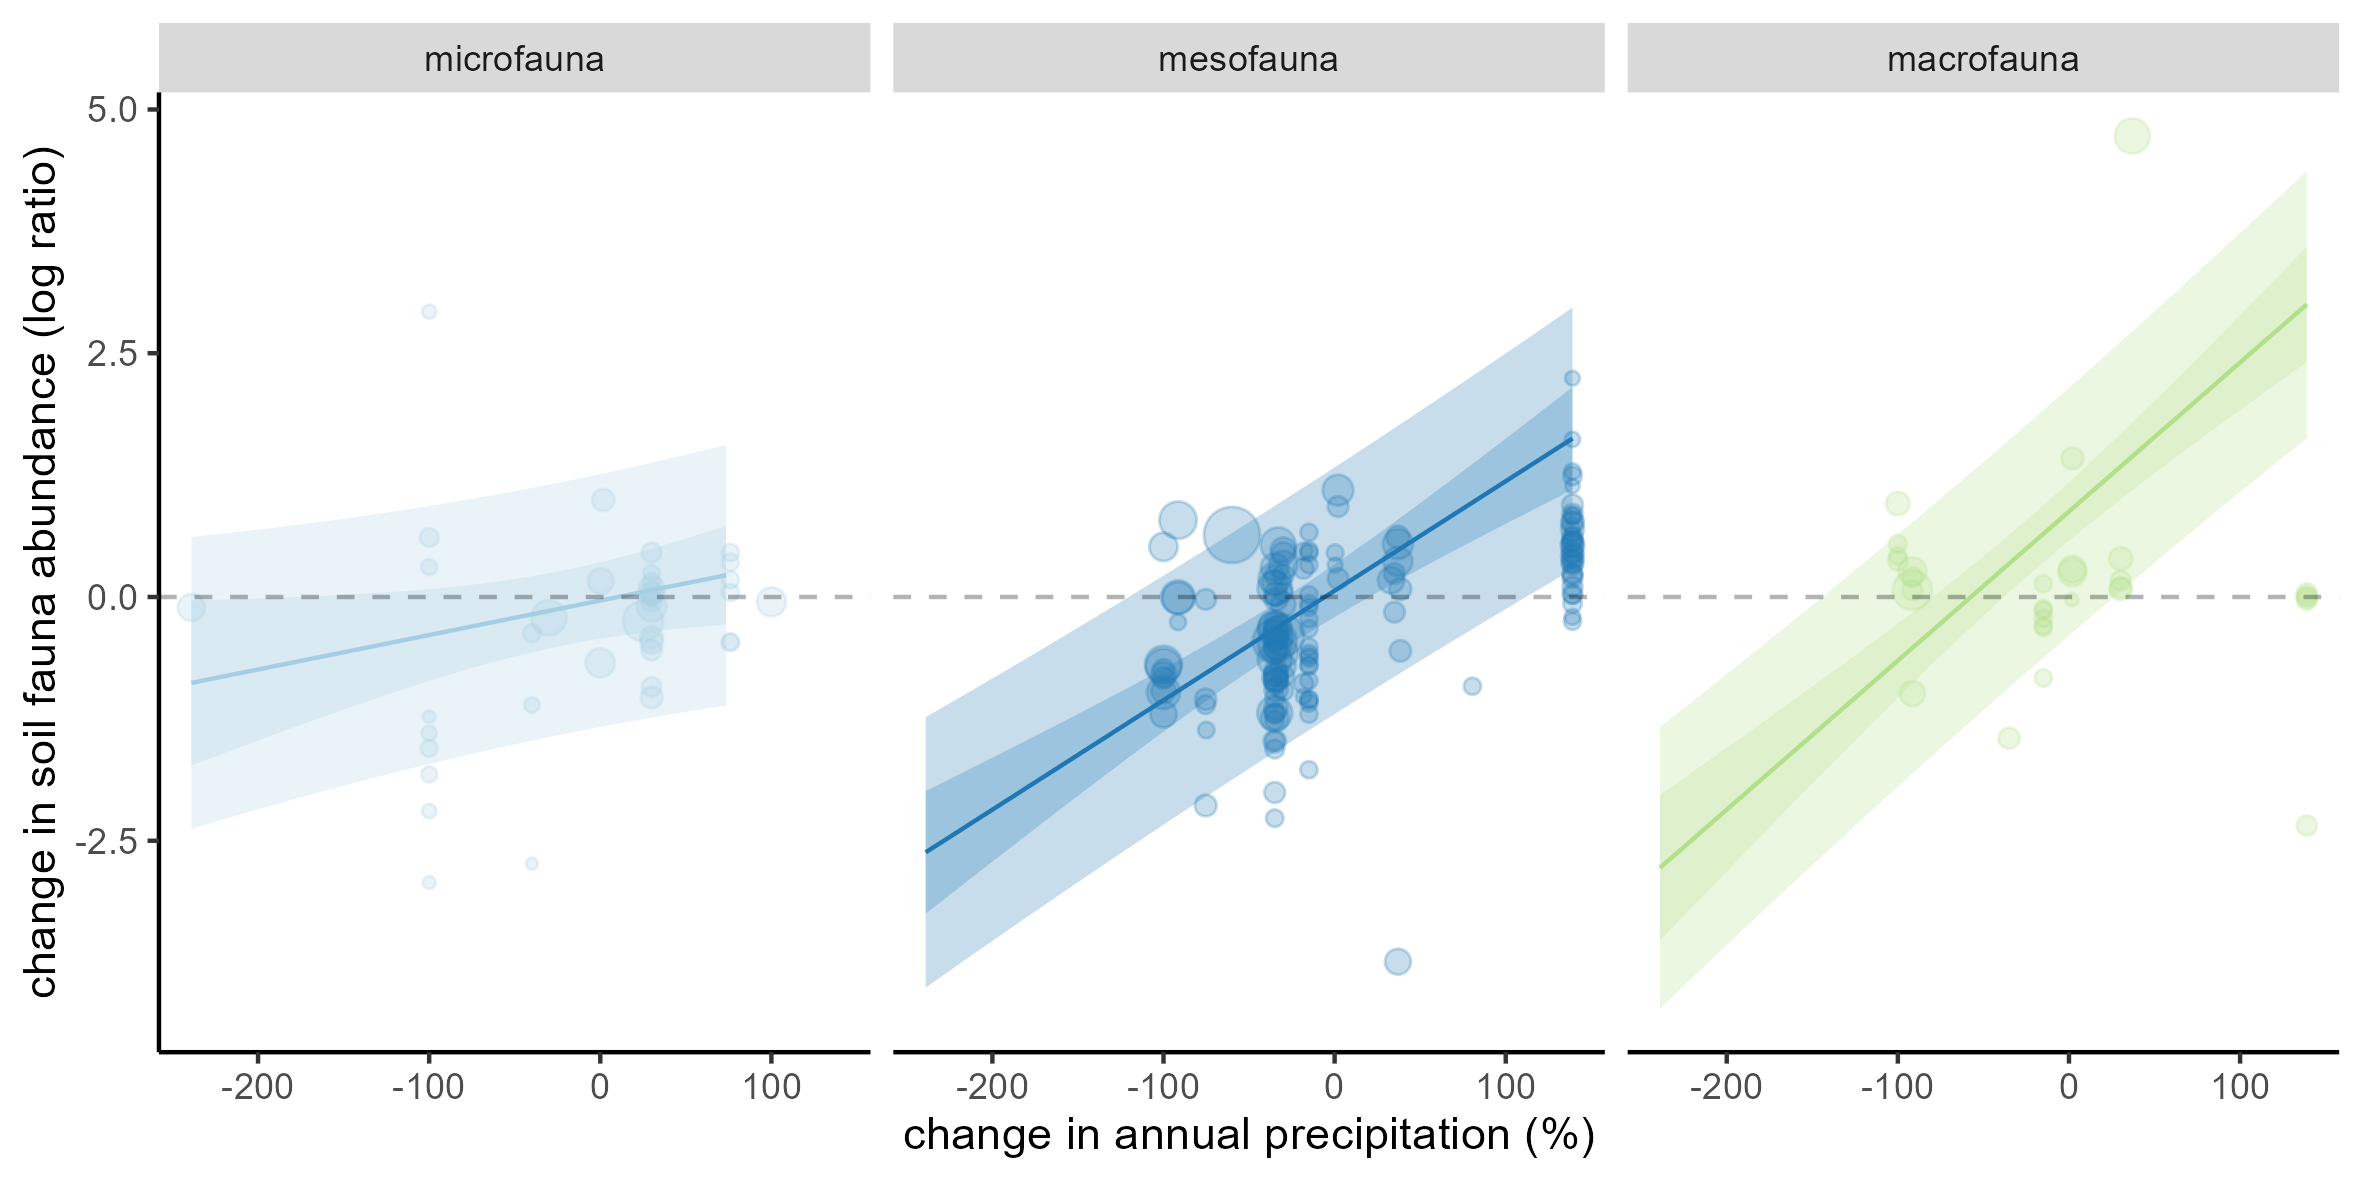 microfauna
mesofauna
macrofauna
change in soil fauna abundance (log ratio)
5.0
2.5
0.0
-2.5
-200 -100 0 100
-200 -100 0 100
-200 -100 0 100
change in annual precipitation (%)